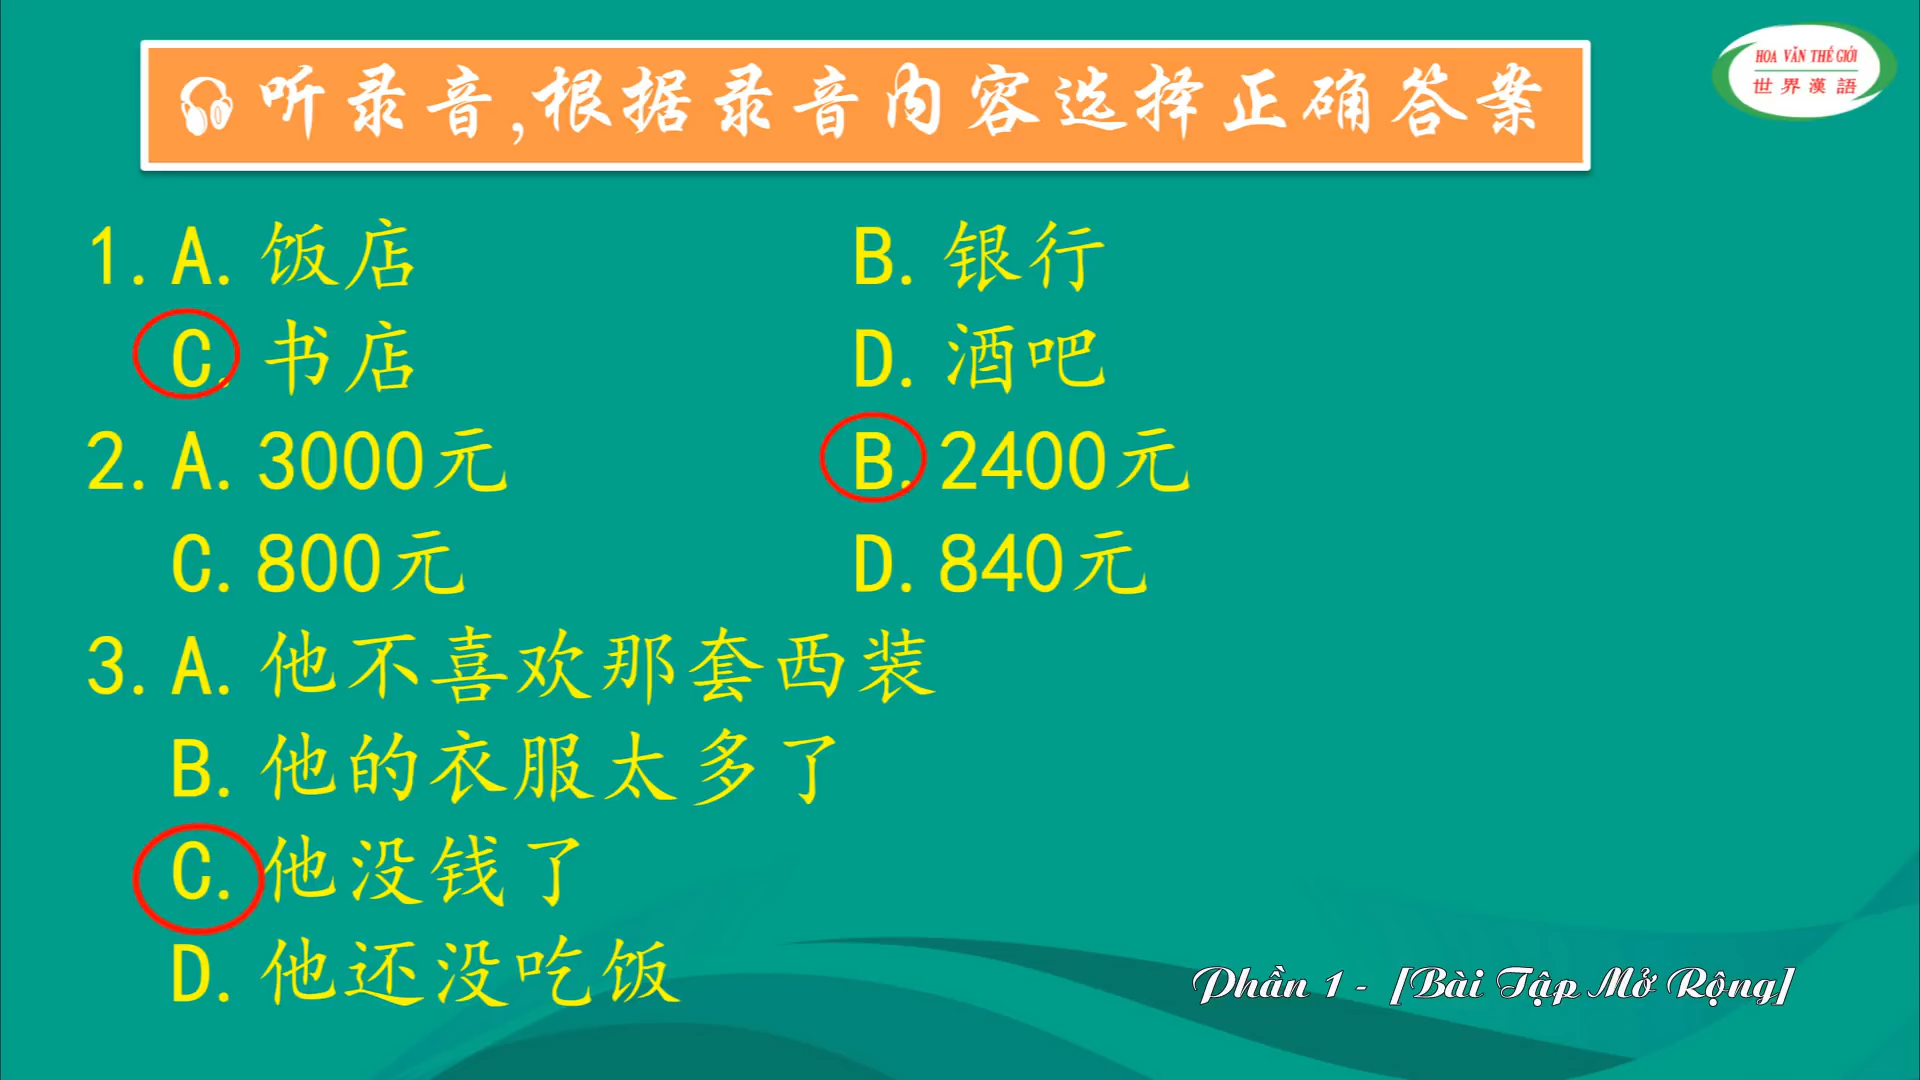 HOA VĂN THẾ GIỚI
世界漢語
听录音,根据录音内容选择正确答案
1. A. 饭店 B. 银行
C. 书店 D. 酒吧
2. A. 3000元 B. 2400元
C. 800元 D. 840元
3. A. 他不喜欢那套西装
B. 他的衣服太多了
C. 他没钱了
D. 他还没吃饭
Phần 1 - [Bài Tập Mở Rộng]